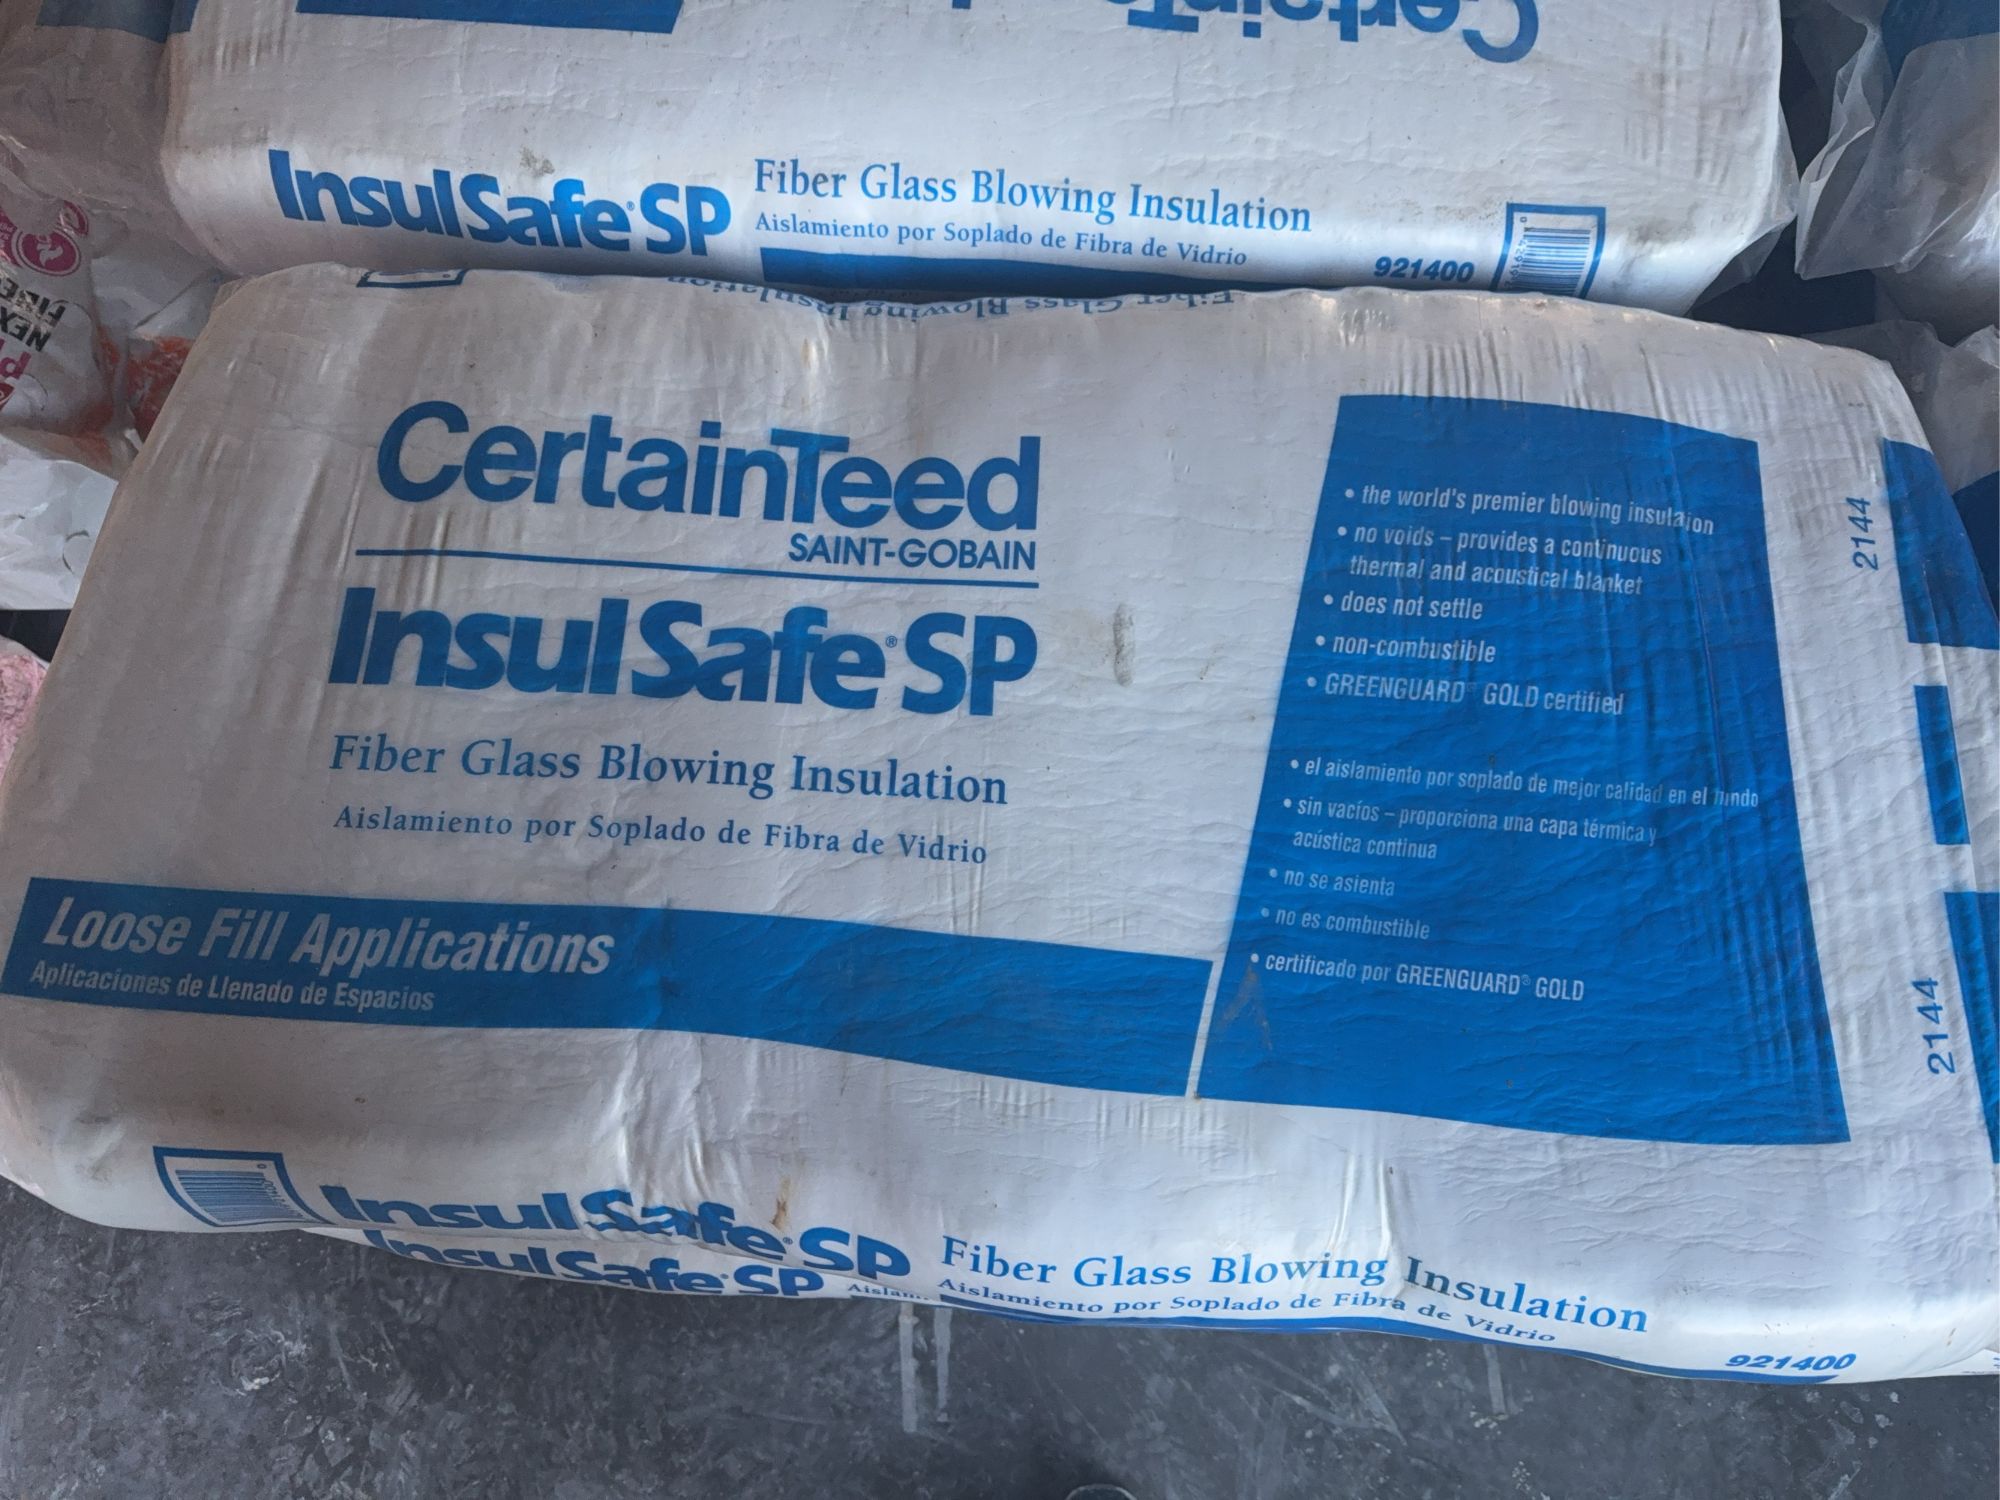 CertainTeed
InsulSafe® SP
Fiber Glass Blowing Insulation
Aislamiento por Soplado de Fibra de Vidrio
921400
Fiber Glass Blowing Insulation
CertainTeed
SAINT-GOBAIN
InsulSafe® SP
Fiber Glass Blowing Insulation
Aislamiento por Soplado de Fibra de Vidrio
Loose Fill Applications
Aplicaciones de Llenado de Espacios
• the world's premier blowing insulaion
• no voids – provides a continuous
thermal and acoustical blanket
• does not settle
• non-combustible
• GREENGUARD® GOLD certified
• el aislamiento por soplado de mejor calidad en el
• sin vacíos – proporciona una capa térmica y
acústica continua
• no se asienta
• no es combustible
• certificado por GREENGUARD® GOLD
2144
2144
InsulSafe® SP
Fiber Glass Blowing Insulation
Aislamiento por Soplado de Fibra de Vidrio
921400
InsulSafe® SP